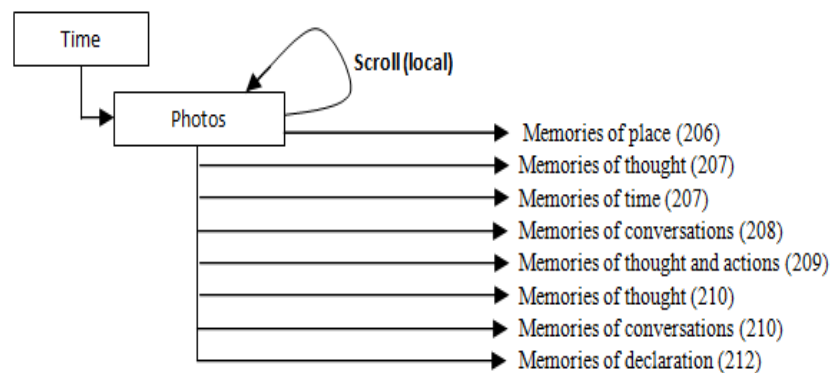 Time
Scroll (local)
Photos
Memories of place (206)
Memories of thought (207)
Memories of time (207)
Memories of conversations (208)
Memories of thought and actions (209)
Memories of thought (210)
Memories of conversations (210)
Memories of declaration (212)